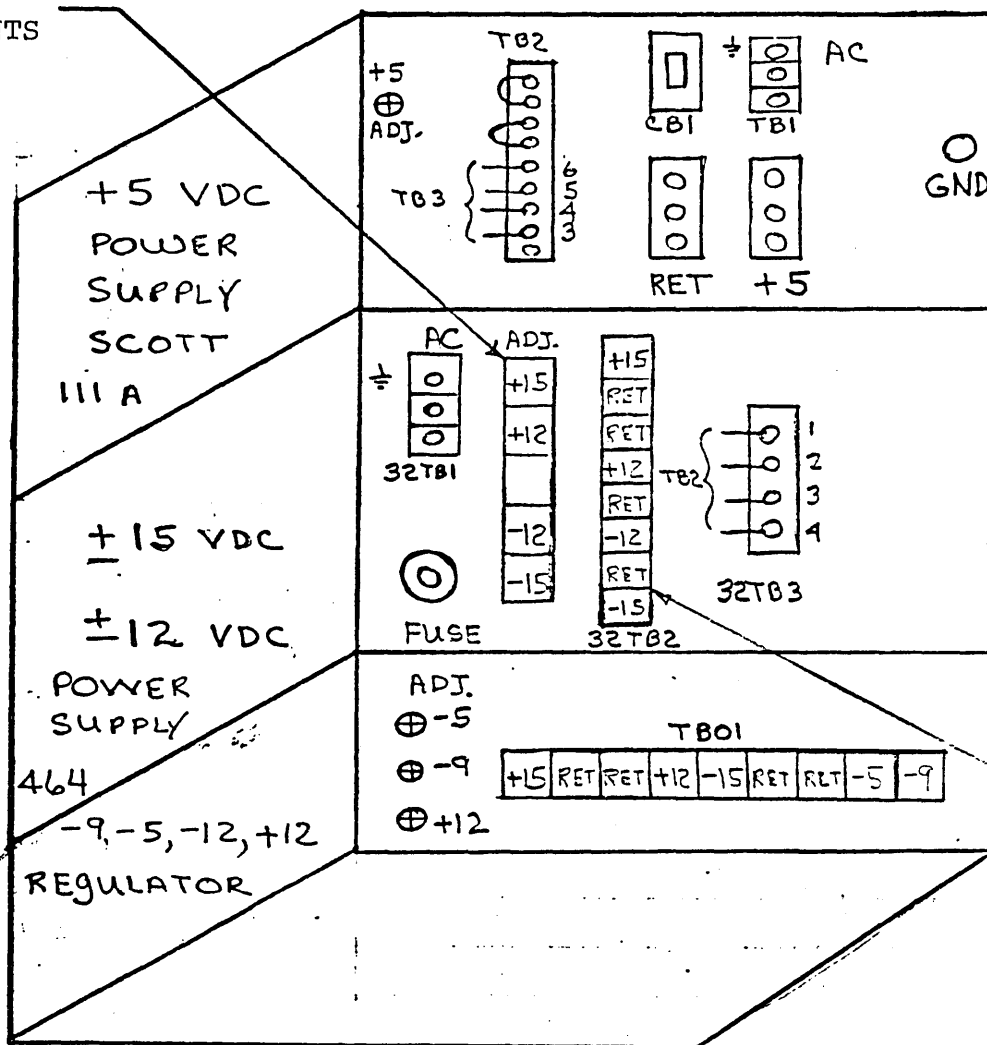 TB2
+5
ADJ.
TB3
6
5
4
3
CB1
AC
TB1
GND
RET
+5
+5 VDC
POWER
SUPPLY
SCOTT
111 A
AC
32TB1
ADJ.
+15
+12
-12
-15
FUSE
+15
RET
RET
+12
RET
-12
RET
-15
32TB2
TB2
1
2
3
4
32TB3
± 15 VDC
±12 VDC
POWER
SUPPLY
464
ADJ.
-5
-9
+12
TB01
+15 RET RET +12 -15 RET RET -5 -9
-9,-5,-12,+12
REGULATOR